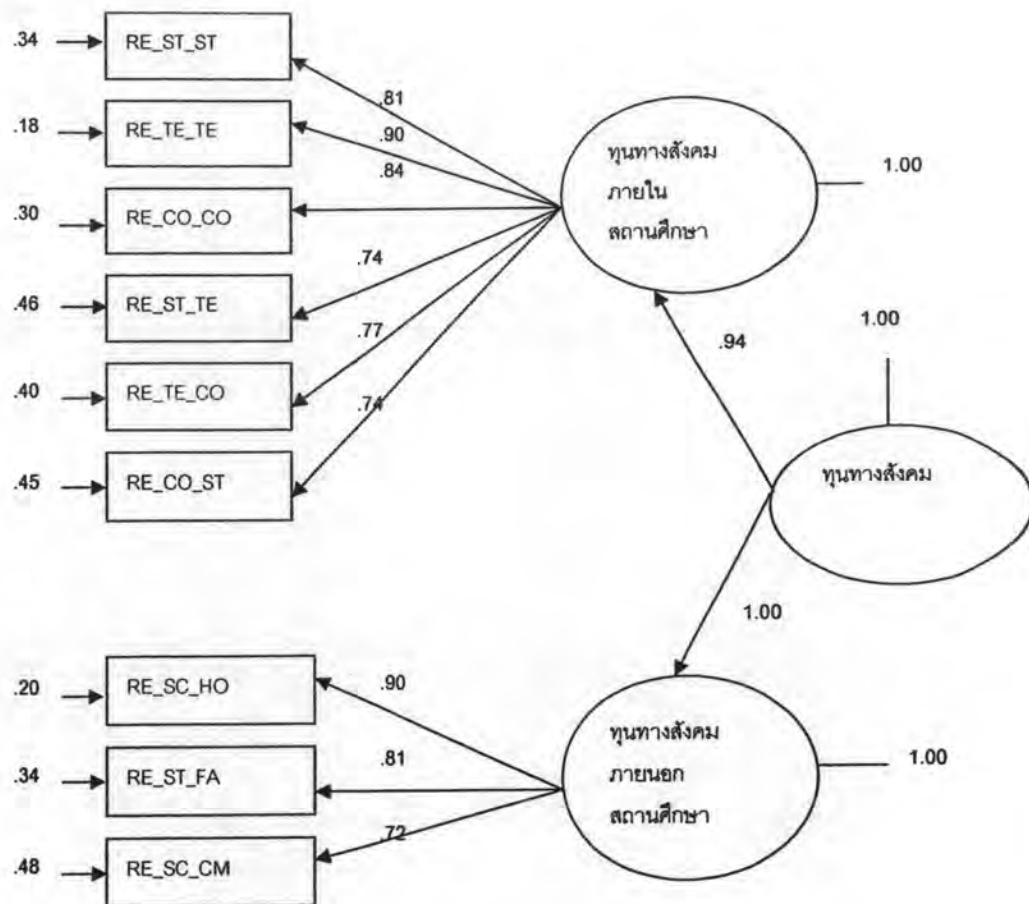 .34
RE_ST_ST
.81
.18
RE_TE_TE
.90
.84
.30
RE_CO_CO
.46
RE_ST_TE
.74
.40
RE_TE_CO
.77
.45
RE_CO_ST
.74
ทุนทางสังคม
ภายใน
สถานศึกษา
1.00
.94
1.00
ทุนทางสังคม
1.00
.20
RE_SC_HO
.90
.34
RE_ST_FA
.81
.48
RE_SC_CM
.72
ทุนทางสังคม
ภายนอก
สถานศึกษา
1.00